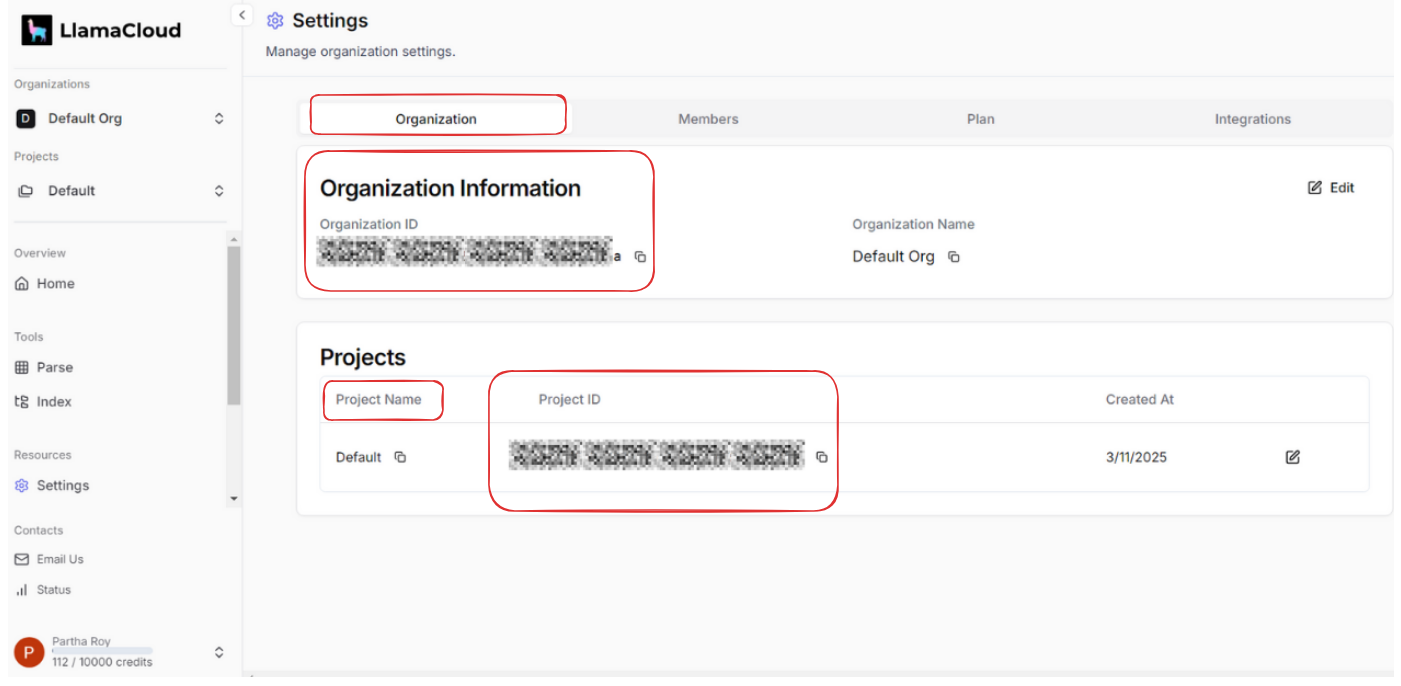 LlamaCloud
Organizations
D Default Org
Projects
Default
Overview
Home
Tools
Parse
Index
Resources
Settings
Contacts
Email Us
Status
P
Partha Roy
112 / 10000 credits
Settings
Manage organization settings.
Organization Members Plan Integrations
Organization Information
Edit
Organization ID Organization Name
a Default Org
Projects
Project Name Project ID Created At
Default 3/11/2025